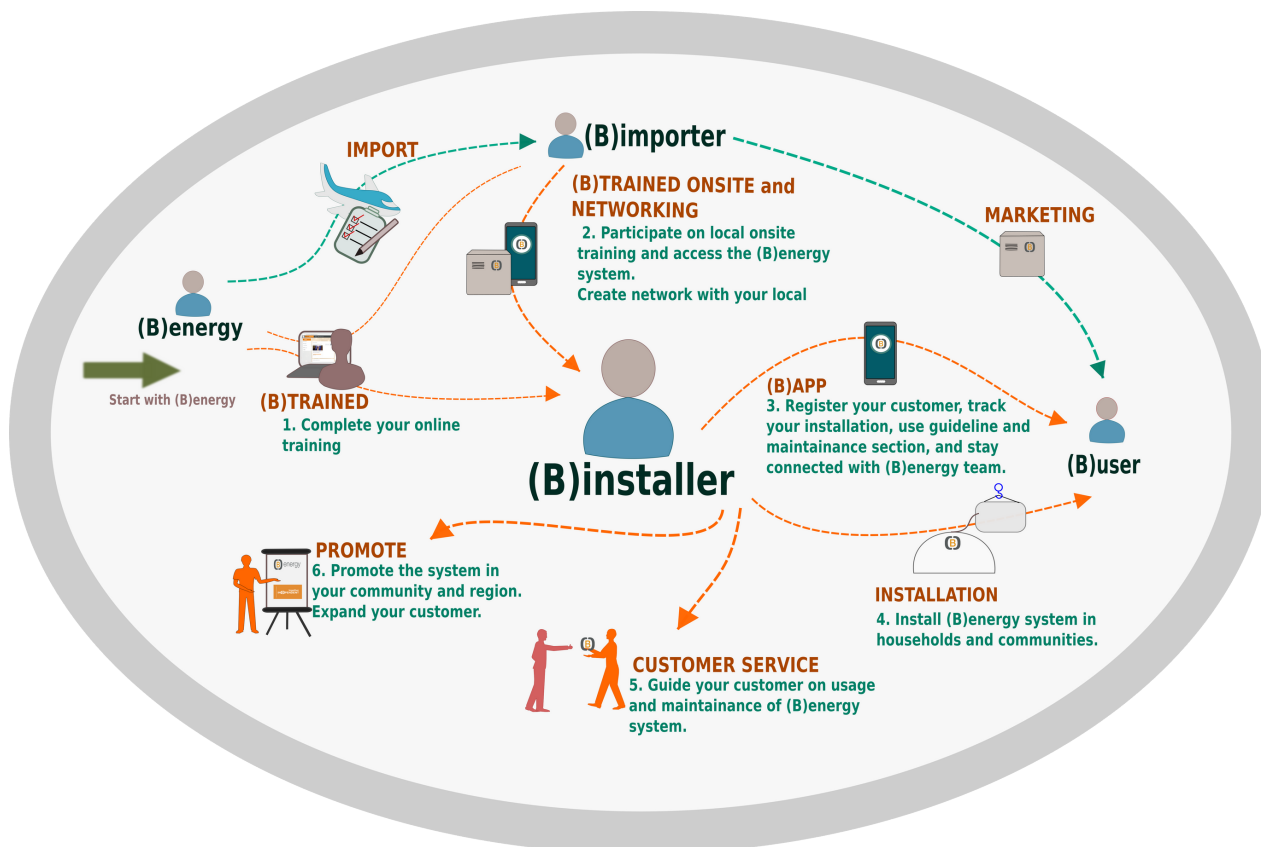 IMPORT
(B)importer
(B)TRAINED ONSITE and
NETWORKING
2. Participate on local onsite
training and access the (B)energy
system.
Create network with your local
MARKETING
(B)energy
Start with (B)energy
(B)TRAINED
1. Complete your online
training
(B)installer
(B)APP
3. Register your customer, track
your installation, use guideline and
maintainance section, and stay
connected with (B)energy team.
(B)user
INSTALLATION
4. Install (B)energy system in
households and communities.
CUSTOMER SERVICE
5. Guide your customer on usage
and maintainance of (B)energy
system.
PROMOTE
6. Promote the system in
your community and region.
Expand your customer.
(B)energy